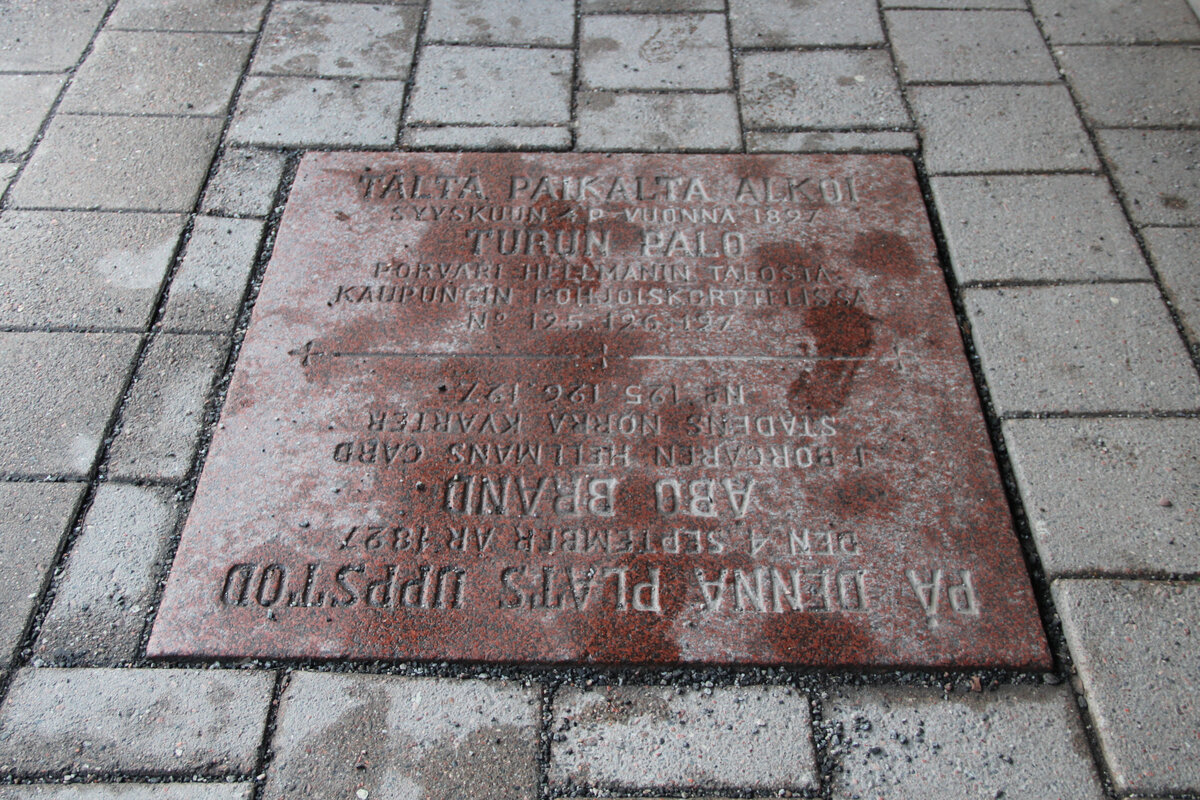 TÄLTÄ PAIKALTA ALKOI
SYYSKUUN 4 P. VUONNA 1827
TURUN PALO
PORVARI HELLMANIN TALOSTA
KAUPUNGIN POHJOISKORTTELISSA
No 125. 126. 127.
PÅ DENNA PLATS UPPSTOD
DEN 4 SEPTEMBER ÅR 1827
ÅBO BRAND
I BORGAREN HELLMANS GÅRD
STADENS NORRA KVARTER
No 125. 126. 127.